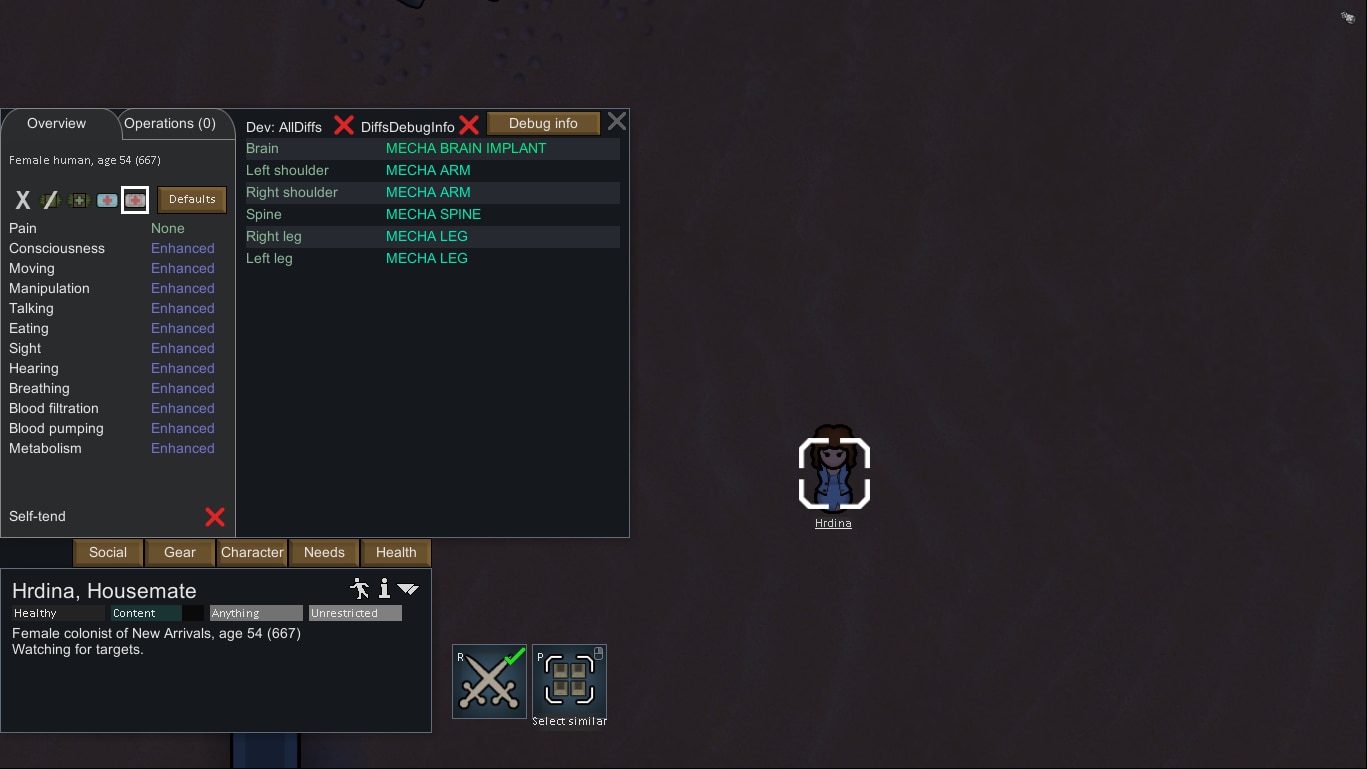 Overview
Operations (0)
Female human, age 54 (667)
X
Defaults
Pain None
Consciousness Enhanced
Moving Enhanced
Manipulation Enhanced
Talking Enhanced
Eating Enhanced
Sight Enhanced
Hearing Enhanced
Breathing Enhanced
Blood filtration Enhanced
Blood pumping Enhanced
Metabolism Enhanced
Self-tend
Dev: AllDiffs DiffsDebugInfo Debug info
Brain MECHA BRAIN IMPLANT
Left shoulder MECHA ARM
Right shoulder MECHA ARM
Spine MECHA SPINE
Right leg MECHA LEG
Left leg MECHA LEG
Hrdina
Social Gear Character Needs Health
Hrdina, Housemate
Healthy Content Anything Unrestricted
Female colonist of New Arrivals, age 54 (667)
Watching for targets.
R
P
Select similar